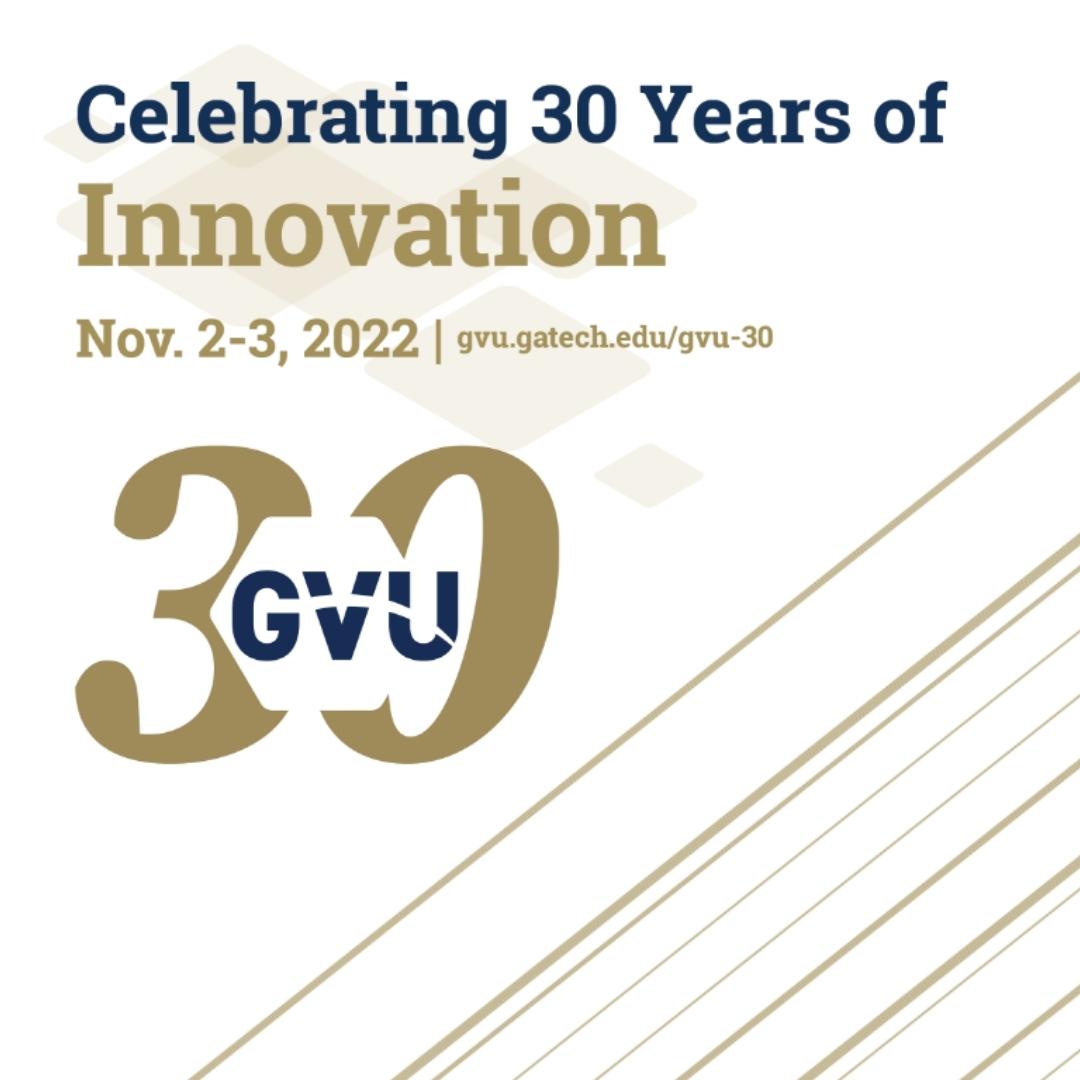 Celebrating 30 Years of
Innovation
Nov. 2-3, 2022 | gvu.gatech.edu/gvu-30
30
GVU